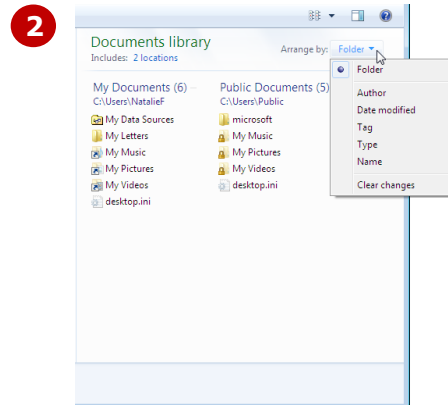 2
Documents library
Includes: 2 locations
Arrange by: Folder
My Documents (6)
C:\Users\NatalieF
My Data Sources
My Letters
My Music
My Pictures
My Videos
desktop.ini
Public Documents (5)
C:\Users\Public
microsoft
My Music
My Pictures
My Videos
desktop.ini
Folder
Author
Date modified
Tag
Type
Name
Clear changes